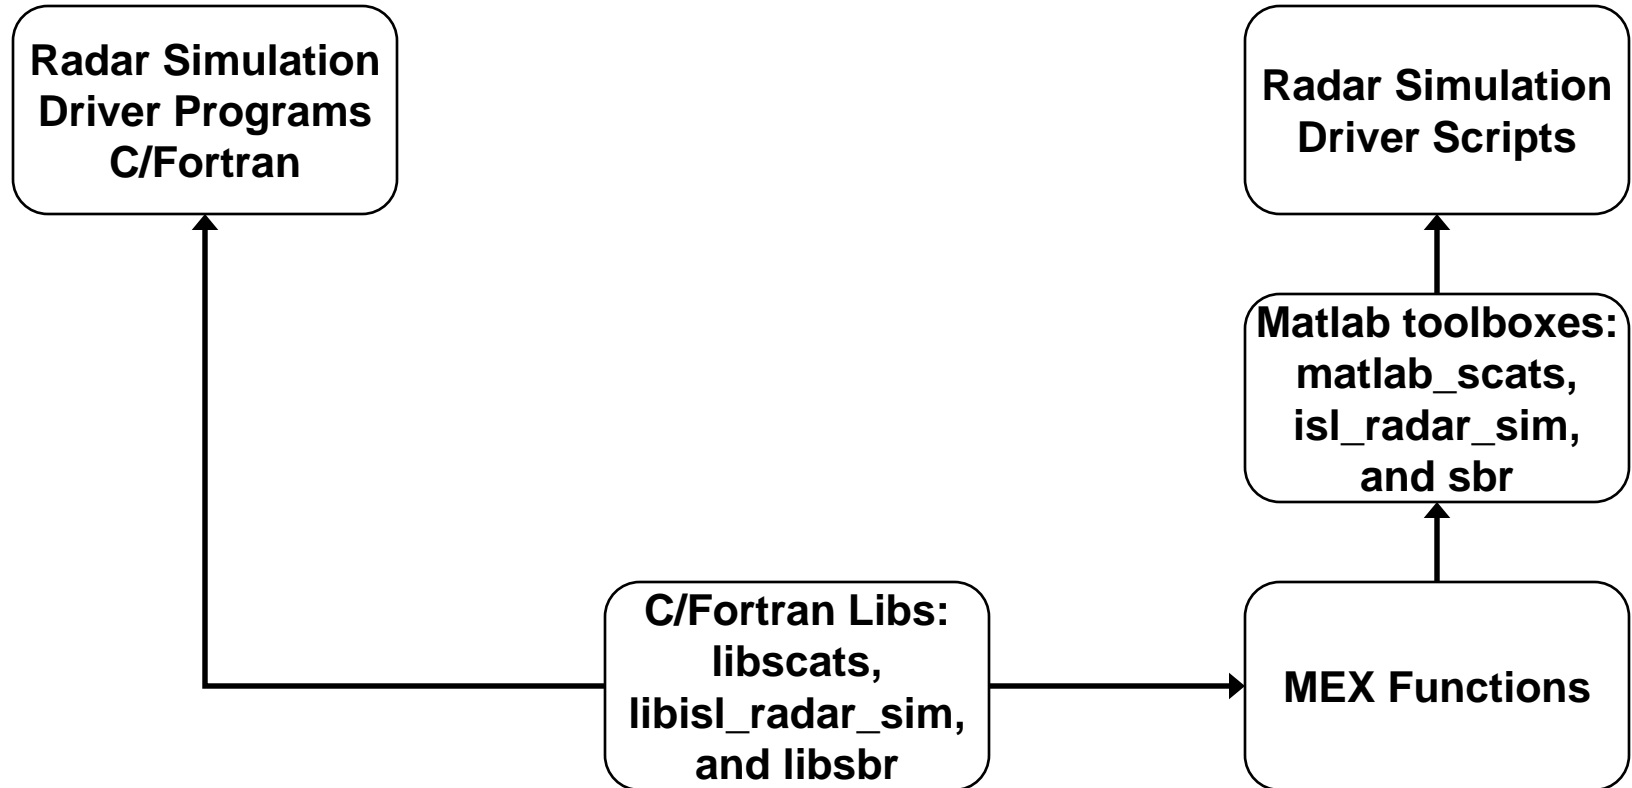 Radar Simulation
Driver Programs
C/Fortran
Radar Simulation
Driver Scripts
Matlab toolboxes:
matlab_scats,
isl_radar_sim,
and sbr
C/Fortran Libs:
libscats,
libisl_radar_sim,
and libsbr
MEX Functions